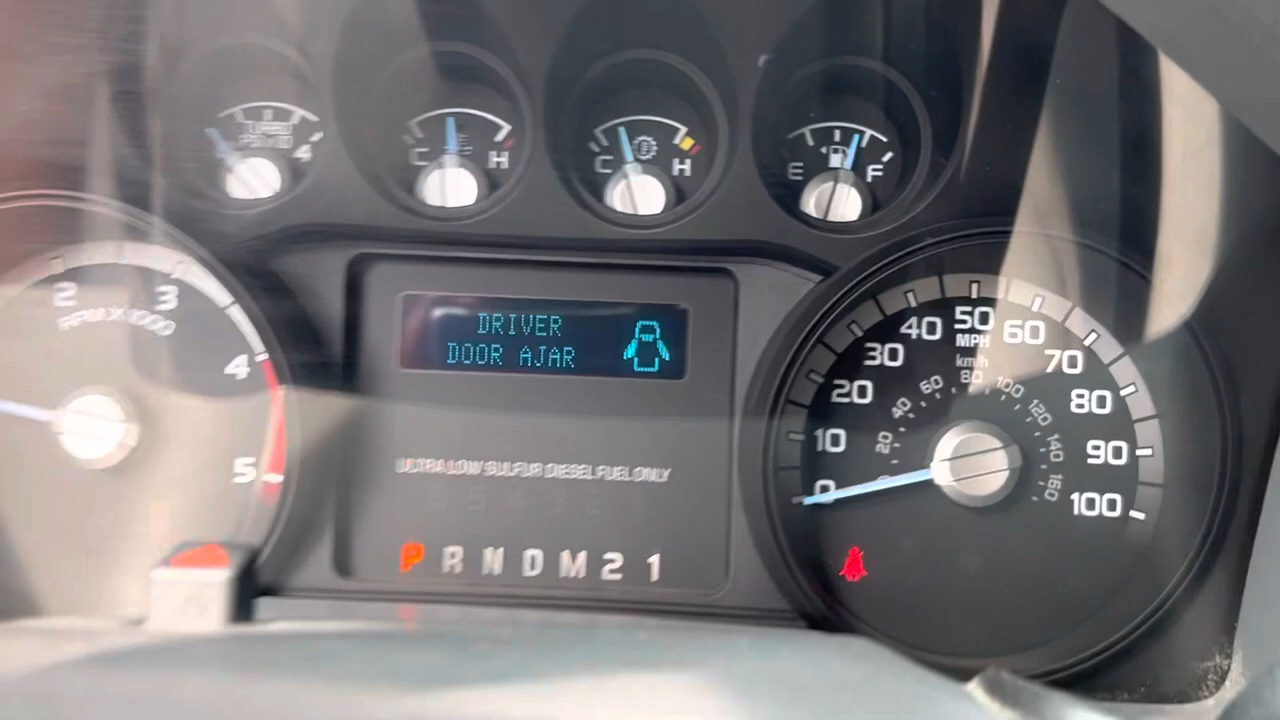 4
C H
C H
E F
2 3 4 5
RPM X 1000
DRIVER
DOOR AJAR
ULTRA LOW SULFUR DIESEL FUEL ONLY
P R N D M 2 1
0 10 20 30 40 50 60 70 80 90 100
MPH
km/h
20 40 60 80 100 120 140 160